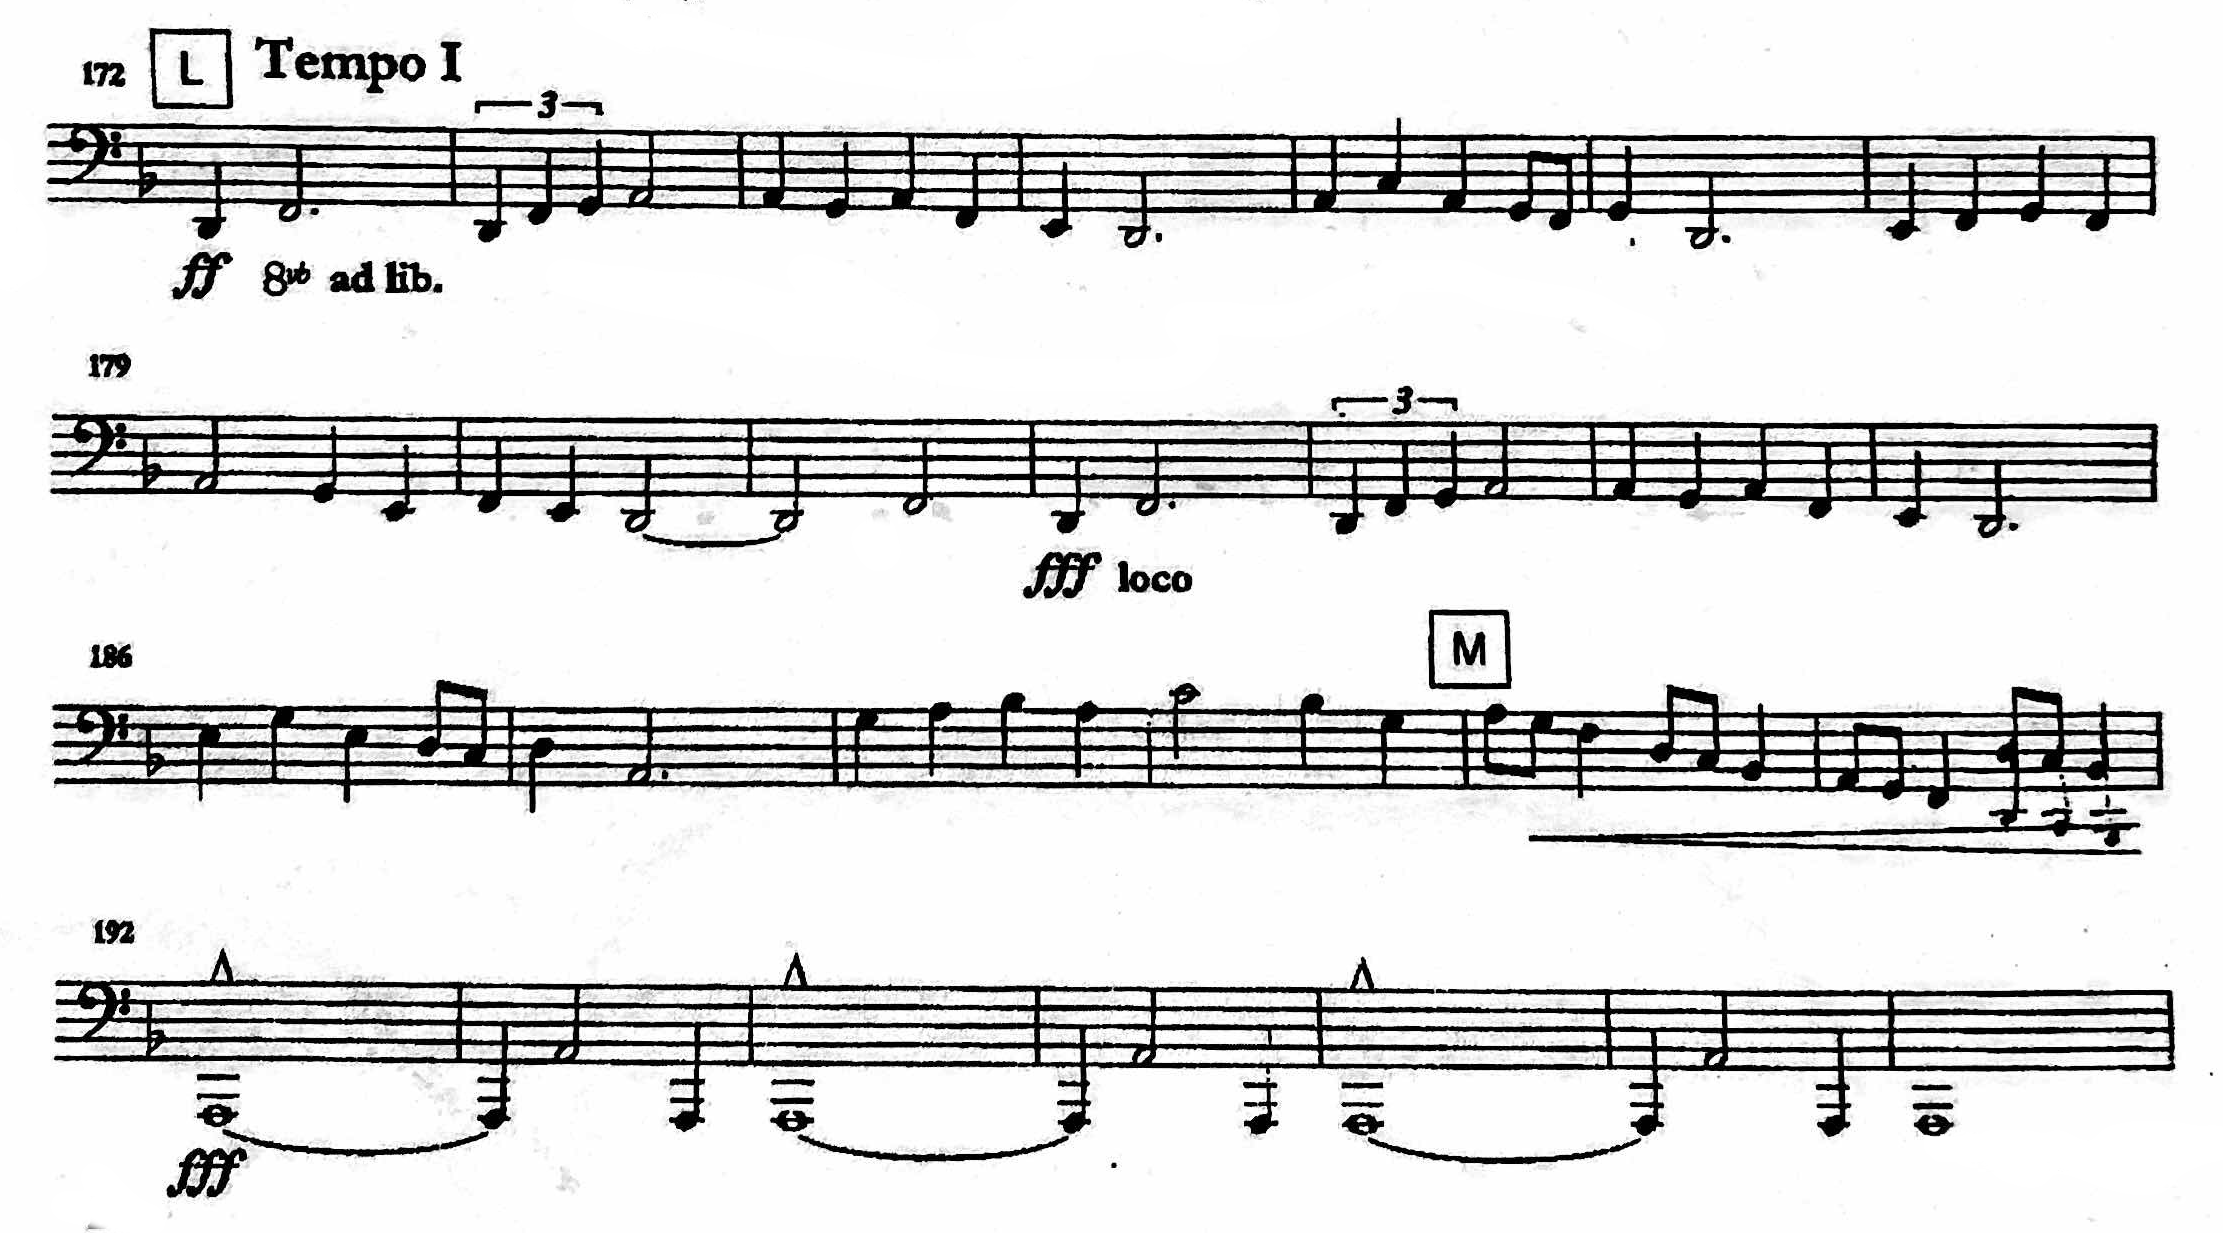 172 L Tempo I
3
ff 8vb ad lib.
179
3
fff loco
M
186
192
fff